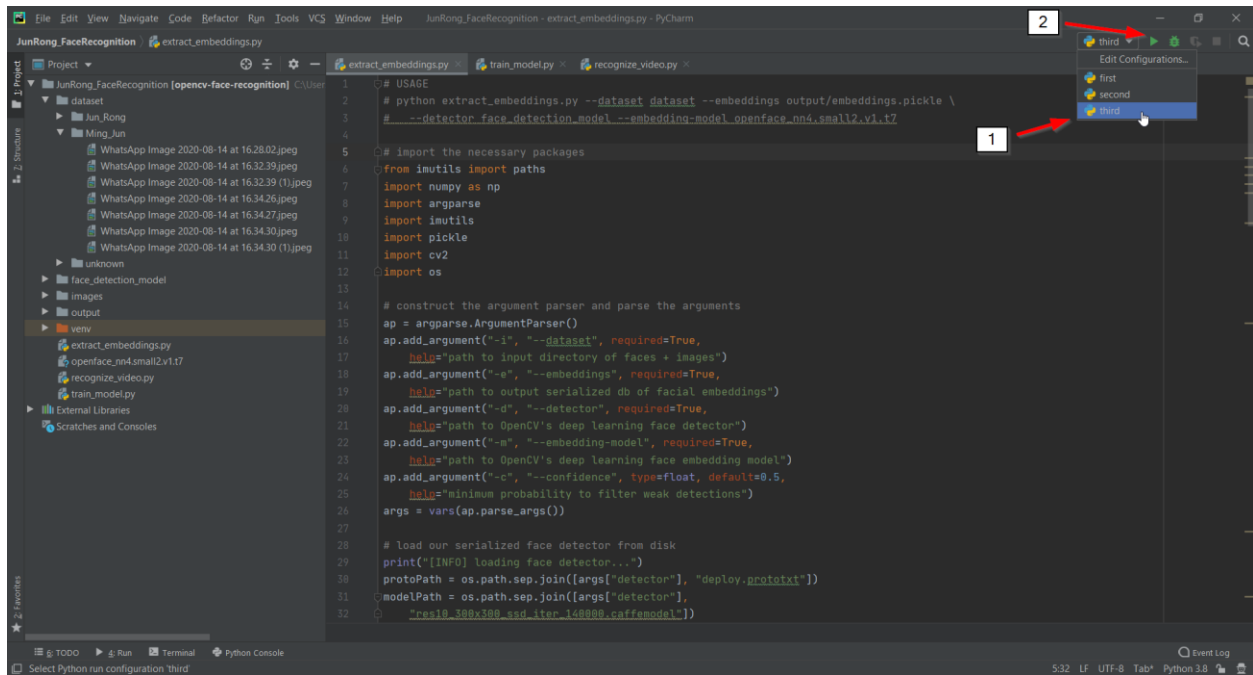 File Edit View Navigate Code Refactor Run Tools VCS Window Help JunRong_FaceRecognition - extract_embeddings.py - PyCharm
2
JunRong_FaceRecognition extract_embeddings.py
third
Project
extract_embeddings.py train_model.py recognize_video.py
Edit Configurations...
first
second
third
1
1: Project
7: Structure
2: Favorites
JunRong_FaceRecognition [opencv-face-recognition] C:\User
dataset
Jun_Rong
Ming_Jun
WhatsApp Image 2020-08-14 at 16.28.02.jpeg
WhatsApp Image 2020-08-14 at 16.32.39.jpeg
WhatsApp Image 2020-08-14 at 16.32.39 (1).jpeg
WhatsApp Image 2020-08-14 at 16.34.26.jpeg
WhatsApp Image 2020-08-14 at 16.34.27.jpeg
WhatsApp Image 2020-08-14 at 16.34.30.jpeg
WhatsApp Image 2020-08-14 at 16.34.30 (1).jpeg
unknown
face_detection_model
images
output
venv
extract_embeddings.py
openface_nn4.small2.v1.t7
recognize_video.py
train_model.py
External Libraries
Scratches and Consoles
1 # USAGE
2 # python extract_embeddings.py --dataset dataset --embeddings output/embeddings.pickle \
3 # --detector face_detection_model --embedding-model openface_nn4.small2.v1.t7
4
5 # import the necessary packages
6 from imutils import paths
7 import numpy as np
8 import argparse
9 import imutils
10 import pickle
11 import cv2
12 import os
13
14 # construct the argument parser and parse the arguments
15 ap = argparse.ArgumentParser()
16 ap.add_argument("-i", "--dataset", required=True,
17 help="path to input directory of faces + images")
18 ap.add_argument("-e", "--embeddings", required=True,
19 help="path to output serialized db of facial embeddings")
20 ap.add_argument("-d", "--detector", required=True,
21 help="path to OpenCV's deep learning face detector")
22 ap.add_argument("-m", "--embedding-model", required=True,
23 help="path to OpenCV's deep learning face embedding model")
24 ap.add_argument("-c", "--confidence", type=float, default=0.5,
25 help="minimum probability to filter weak detections")
26 args = vars(ap.parse_args())
27
28 # load our serialized face detector from disk
29 print("[INFO] loading face detector...")
30 protoPath = os.path.sep.join([args["detector"], "deploy.prototxt"])
31 modelPath = os.path.sep.join([args["detector"],
32 "res10_300x300_ssd_iter_140000.caffemodel"])
6: TODO 4: Run Terminal Python Console Event Log
Select Python run configuration 'third' 5:32 LF UTF-8 Tab* Python 3.8